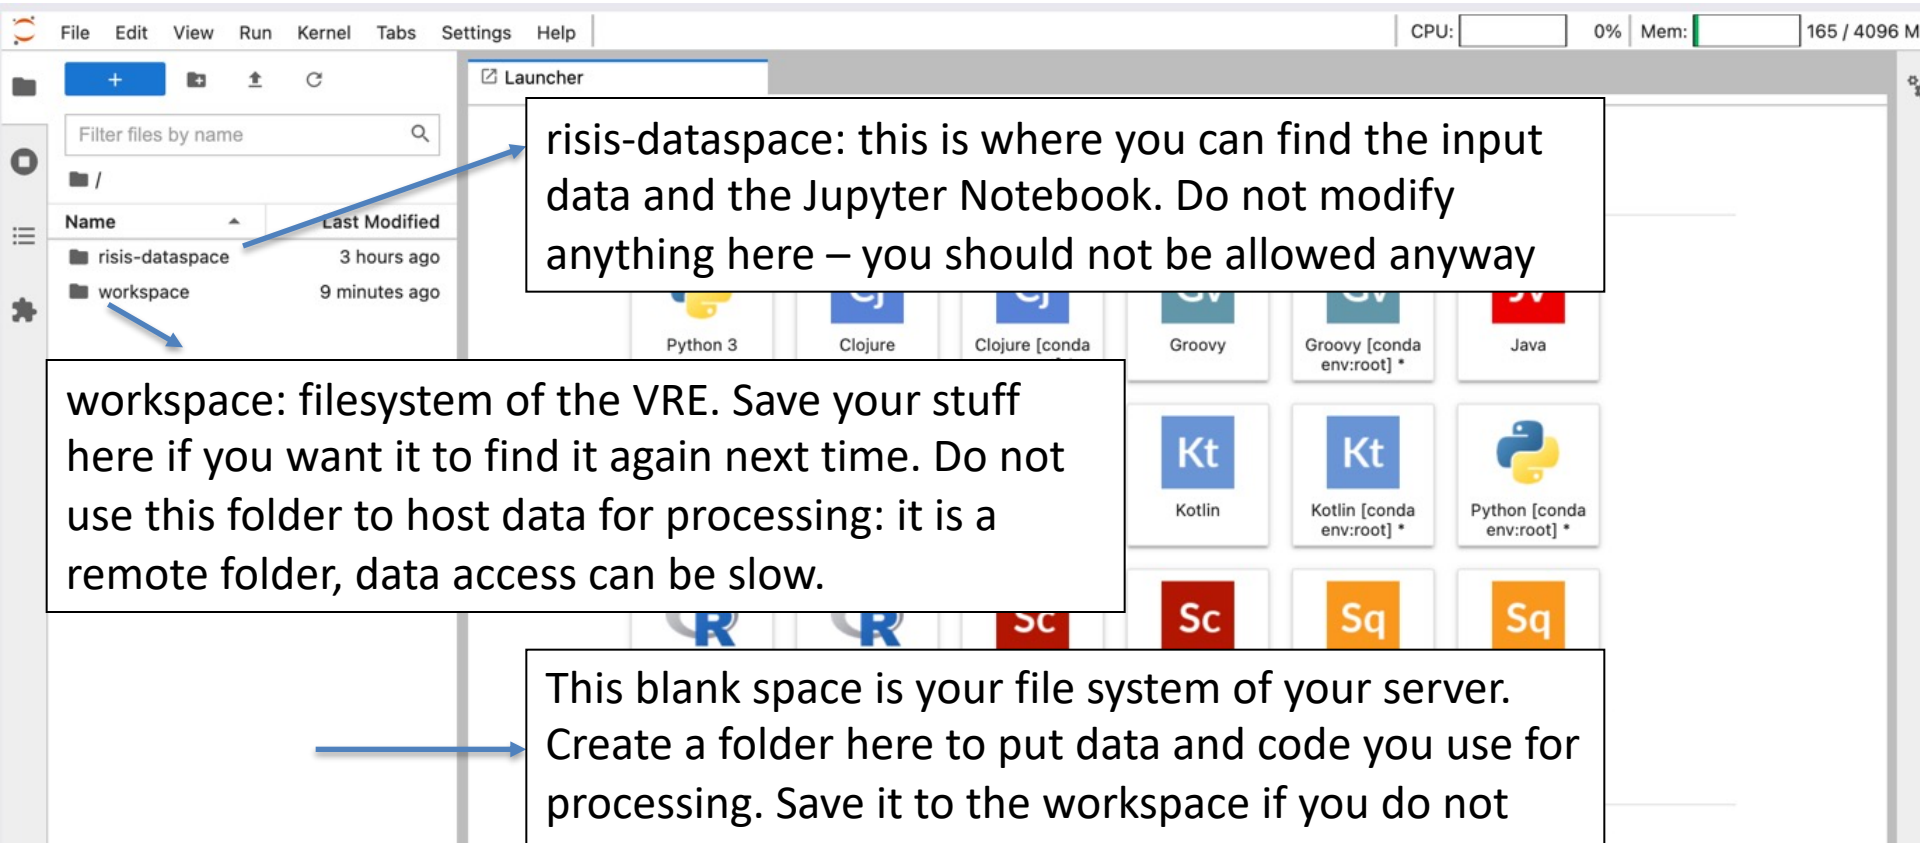 File Edit View Run Kernel Tabs Settings Help
CPU: 0% Mem: 165 / 4096 M
+
Launcher
Filter files by name
/
Name Last Modified
risis-dataspace 3 hours ago
workspace 9 minutes ago
risis-dataspace: this is where you can find the input
data and the Jupyter Notebook. Do not modify
anything here – you should not be allowed anyway
Python 3
Clojure
Clojure [conda
Groovy
Groovy [conda
env:root] *
Java
workspace: filesystem of the VRE. Save your stuff
here if you want it to find it again next time. Do not
use this folder to host data for processing: it is a
remote folder, data access can be slow.
Kt
Kotlin
Kt
Kotlin [conda
env:root] *
Python [conda
env:root] *
R
R
Sc
Sc
Sq
Sq
This blank space is your file system of your server.
Create a folder here to put data and code you use for
processing. Save it to the workspace if you do not